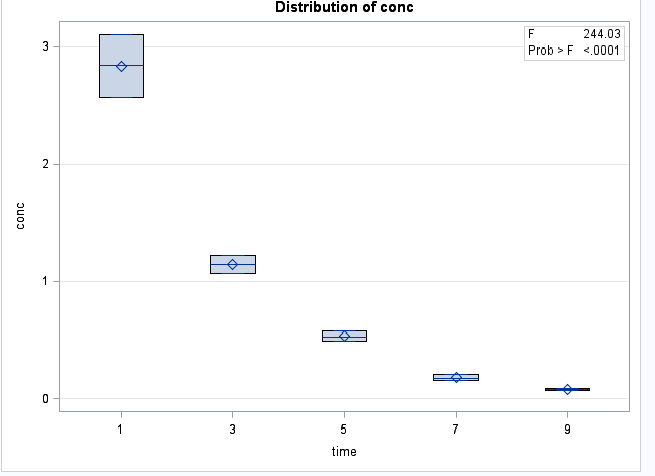 Distribution of conc
F 244.03
Prob > F <.0001
3
2
1
0
conc
1 3 5 7 9
time